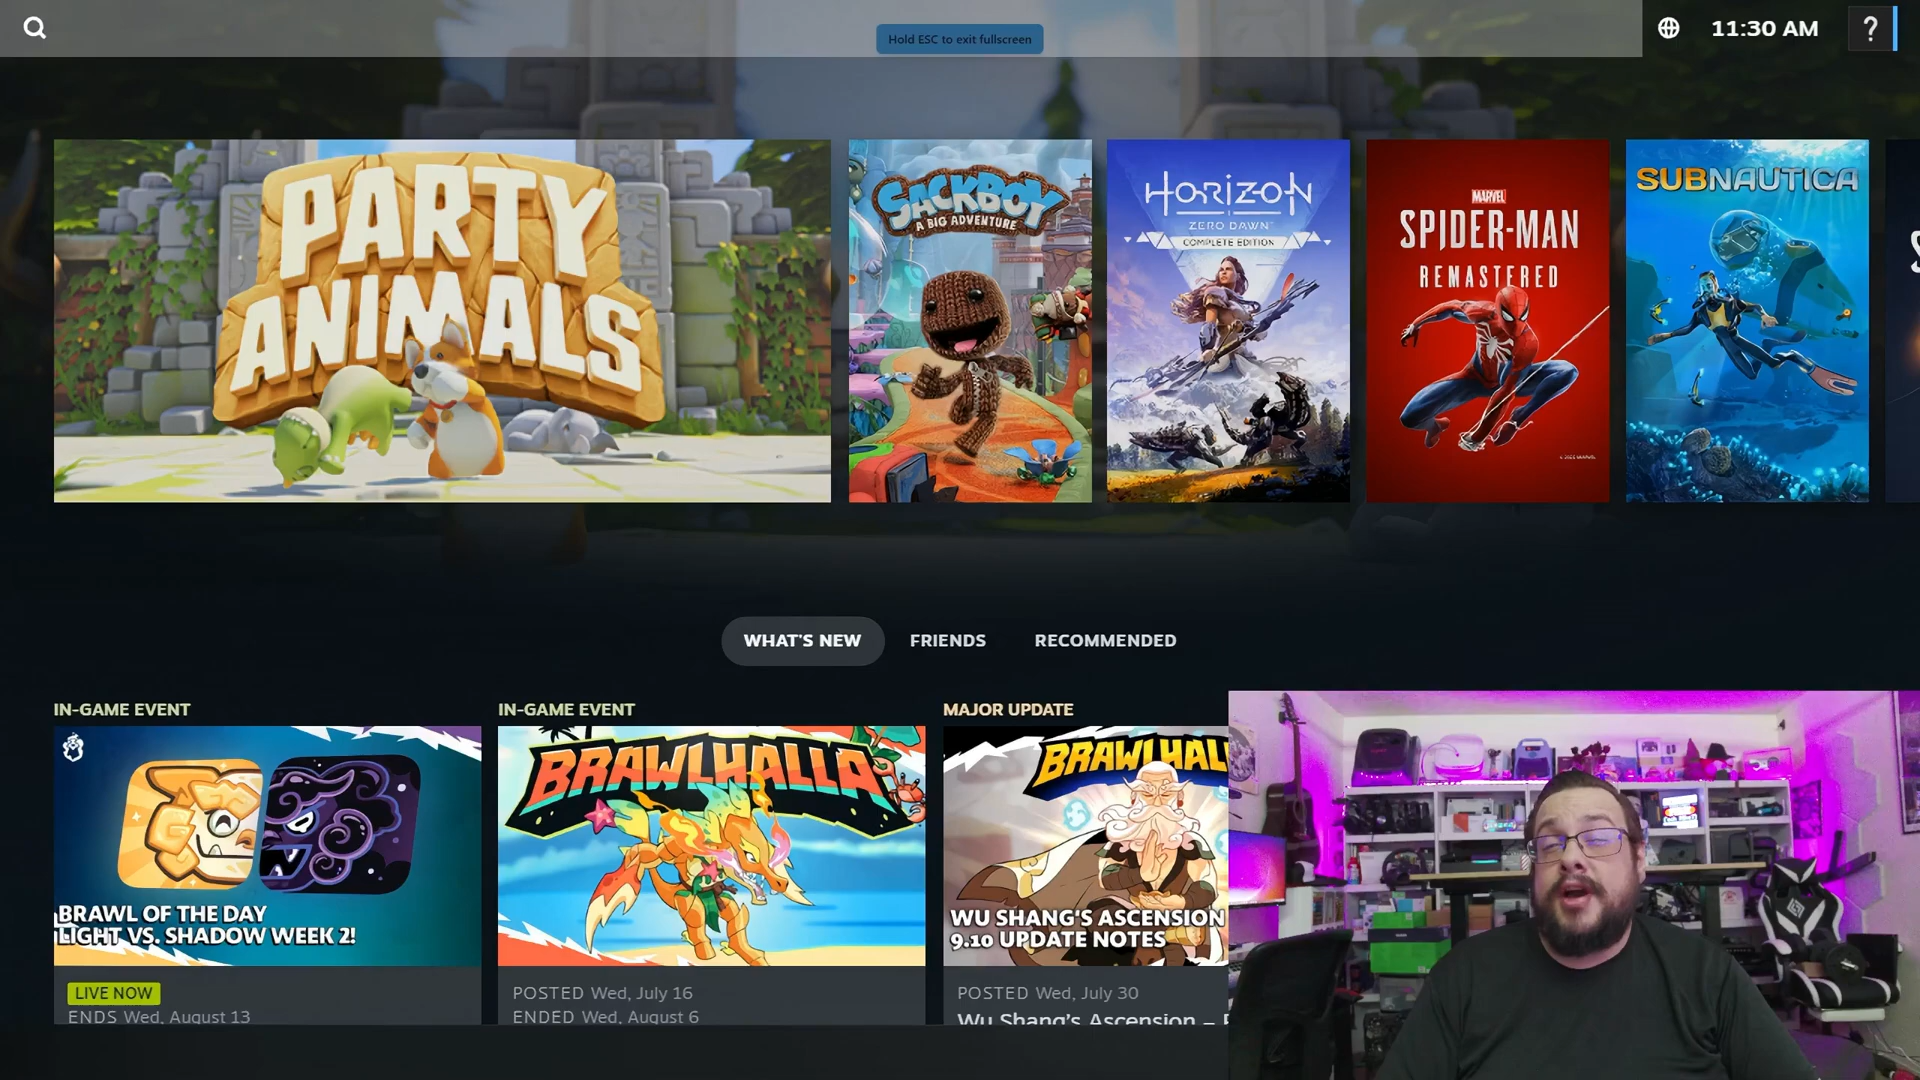 Hold ESC to exit fullscreen
11:30 AM
?
PARTY
ANIMALS
SACKBOY
A BIG ADVENTURE
HORIZON
ZERO DAWN
COMPLETE EDITION
MARVEL
SPIDER-MAN
REMASTERED
SUBNAUTICA
WHAT'S NEW
FRIENDS
RECOMMENDED
IN-GAME EVENT
IN-GAME EVENT
MAJOR UPDATE
BRAWL OF THE DAY
LIGHT VS. SHADOW WEEK 2!
BRAWLHALLA
BRAWLHAL
WU SHANG'S ASCENSION
9.10 UPDATE NOTES
LIVE NOW
ENDS Wed, August 13
POSTED Wed, July 16
ENDED Wed, August 6
POSTED Wed, July 30
Wu Shang's Ascension –